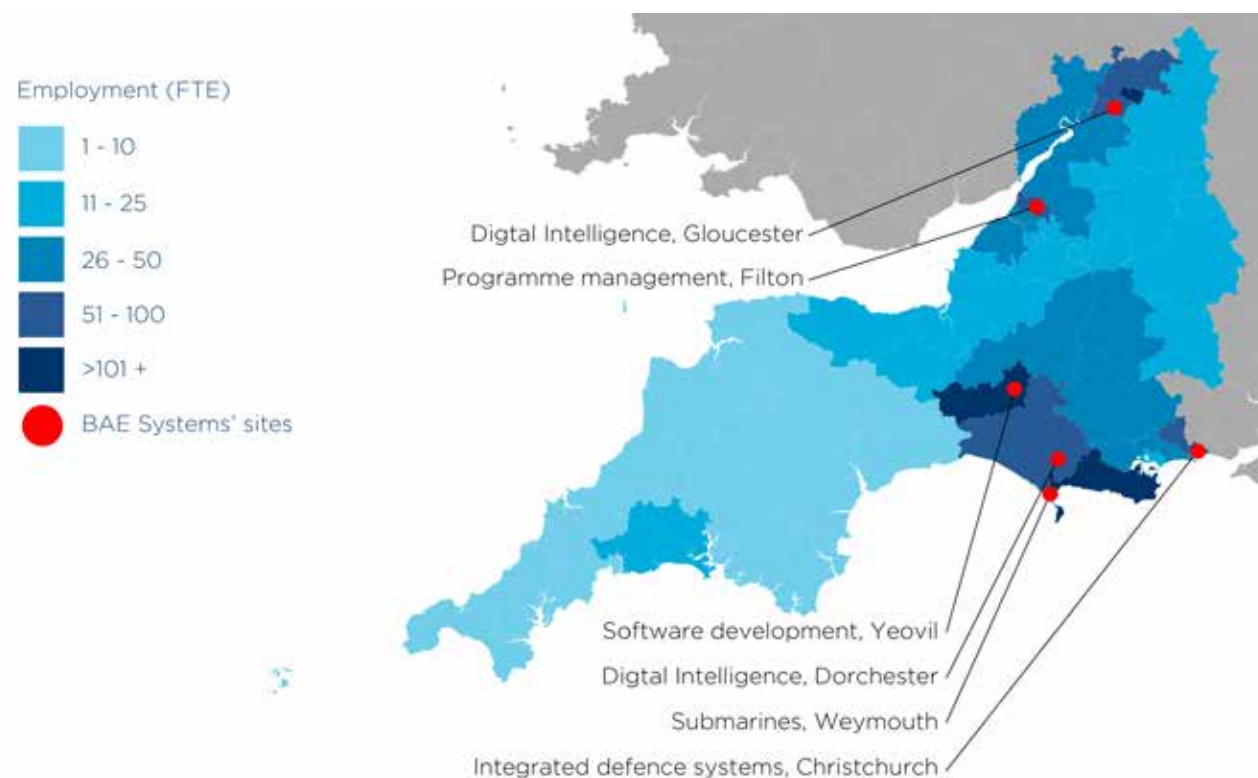 Employment (FTE)
1 - 10
11 - 25
26 - 50
51 - 100
>101 +
BAE Systems' sites
Digtal Intelligence, Gloucester
Programme management, Filton
Software development, Yeovil
Digtal Intelligence, Dorchester
Submarines, Weymouth
Integrated defence systems, Christchurch